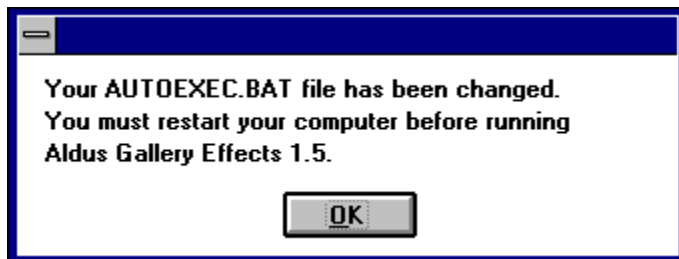 Your AUTOEXEC.BAT file has been changed.
You must restart your computer before running
Aldus Gallery Effects 1.5.
OK